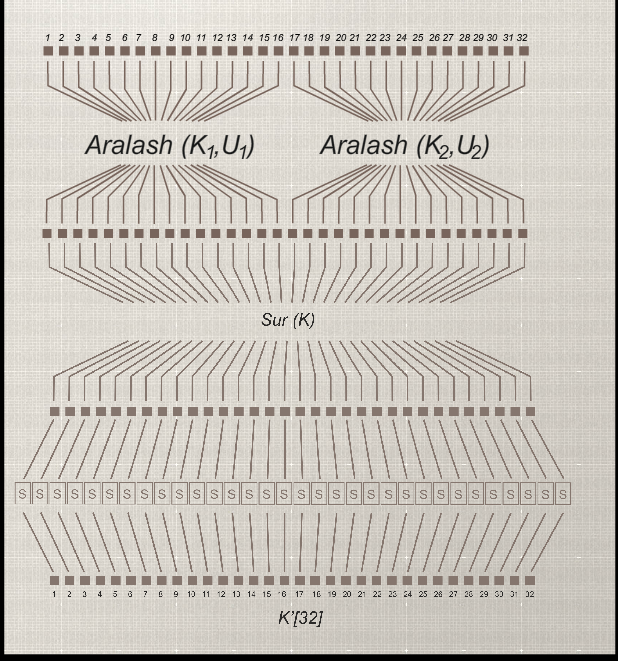 1 2 3 4 5 6 7 8 9 10 11 12 13 14 15 16 17 18 19 20 21 22 23 24 25 26 27 28 29 30 31 32
Aralash (K1,U1) Aralash (K2,U2)
Sur (K)
S S S S S S S S S S S S S S S S S S S S S S S S S S S S S S S S
1 2 3 4 5 6 7 8 9 10 11 12 13 14 15 16 17 18 19 20 21 22 23 24 25 26 27 28 29 30 31 32
K'[32]